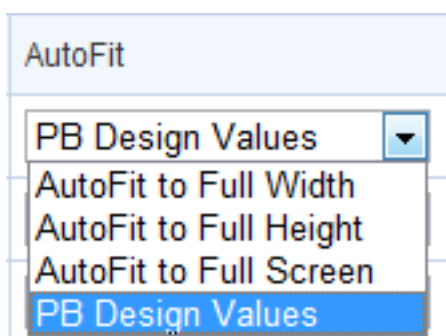 AutoFit
PB Design Values
AutoFit to Full Width
AutoFit to Full Height
AutoFit to Full Screen
PB Design Values